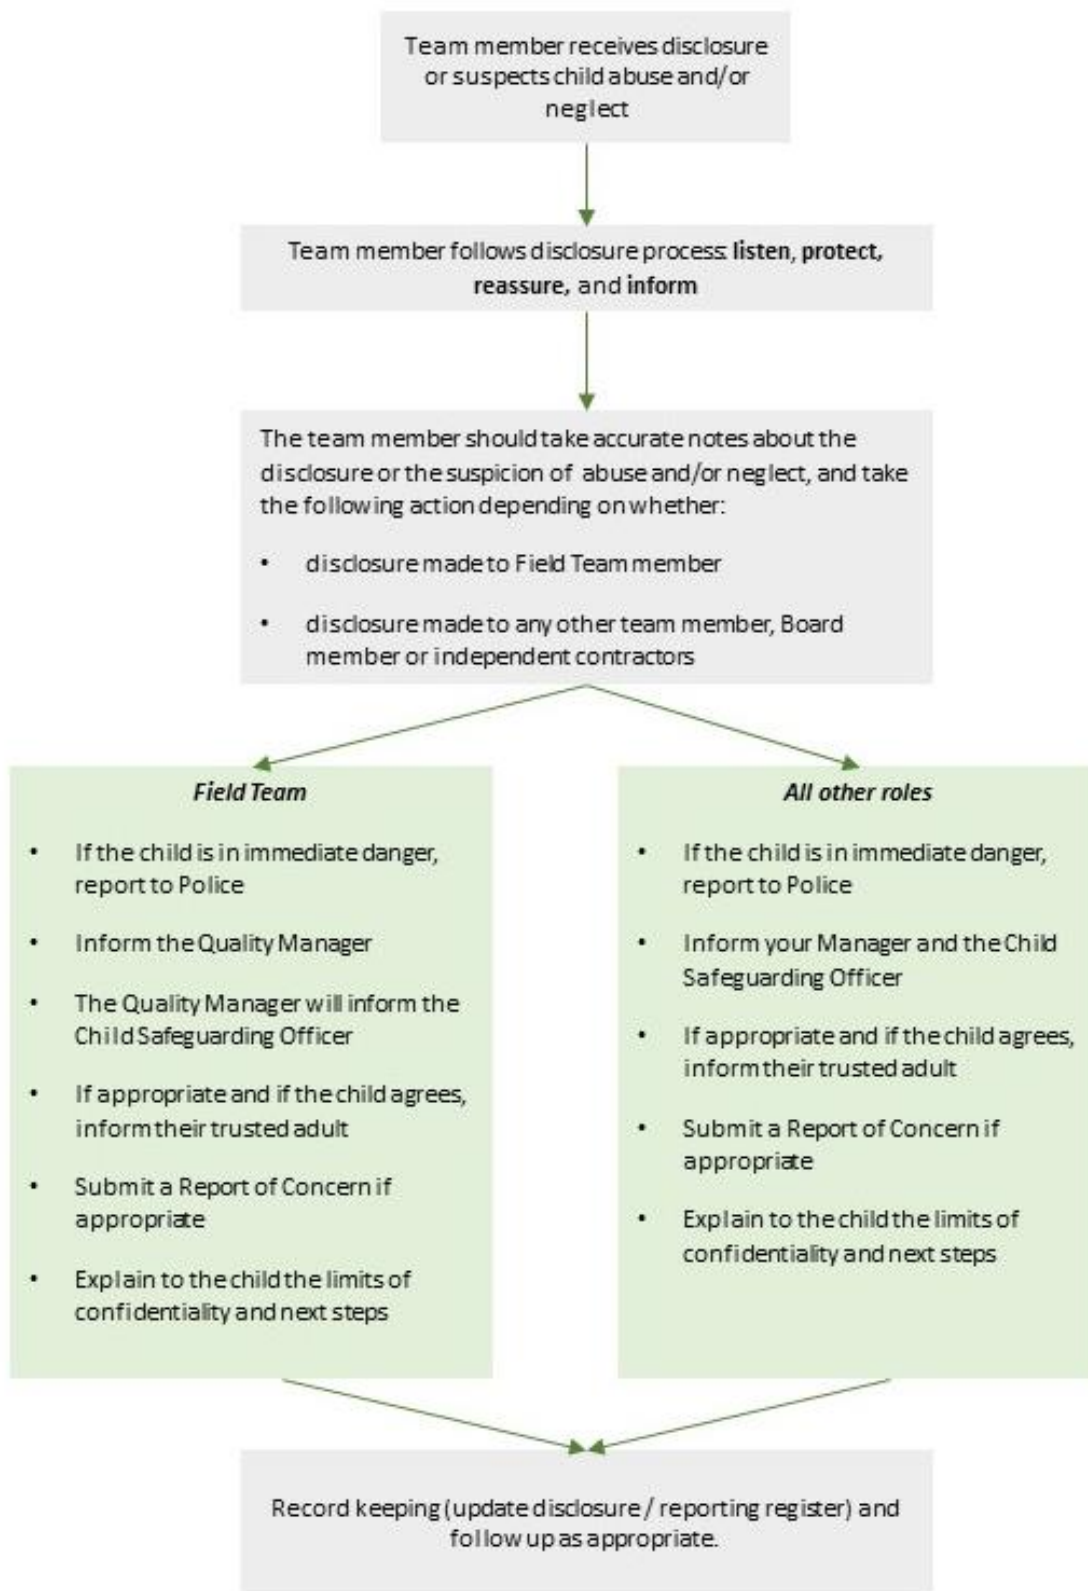 Team member receives disclosure
or suspects child abuse and/or
neglect
Team member follows disclosure process: listen, protect,
reassure, and inform
The team member should take accurate notes about the
disclosure or the suspicion of abuse and/or neglect, and take
the following action depending on whether:
• disclosure made to Field Team member
• disclosure made to any other team member, Board
member or independent contractors
Field Team
• If the child is in immediate danger,
report to Police
• Inform the Quality Manager
• The Quality Manager will inform the
Child Safeguarding Officer
• If appropriate and if the child agrees,
inform their trusted adult
• Submit a Report of Concern if
appropriate
• Explain to the child the limits of
confidentiality and next steps
All other roles
• If the child is in immediate danger,
report to Police
• Inform your Manager and the Child
Safeguarding Officer
• If appropriate and if the child agrees,
inform their trusted adult
• Submit a Report of Concern if
appropriate
• Explain to the child the limits of
confidentiality and next steps
Record keeping (update disclosure / reporting register) and
follow up as appropriate.